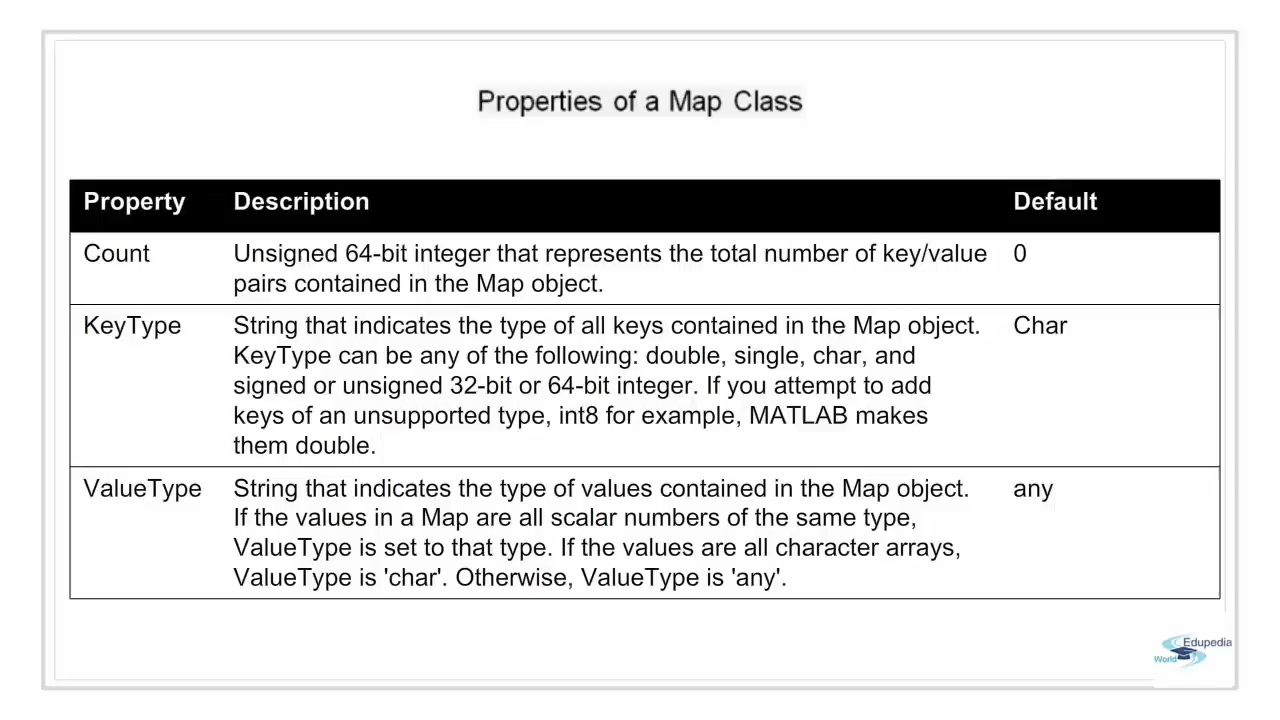 Properties of a Map Class
Property Description Default
Count Unsigned 64-bit integer that represents the total number of key/value 0
pairs contained in the Map object.
KeyType String that indicates the type of all keys contained in the Map object. Char
KeyType can be any of the following: double, single, char, and
signed or unsigned 32-bit or 64-bit integer. If you attempt to add
keys of an unsupported type, int8 for example, MATLAB makes
them double.
ValueType String that indicates the type of values contained in the Map object. any
If the values in a Map are all scalar numbers of the same type,
ValueType is set to that type. If the values are all character arrays,
ValueType is 'char'. Otherwise, ValueType is 'any'.
Edupedia
World